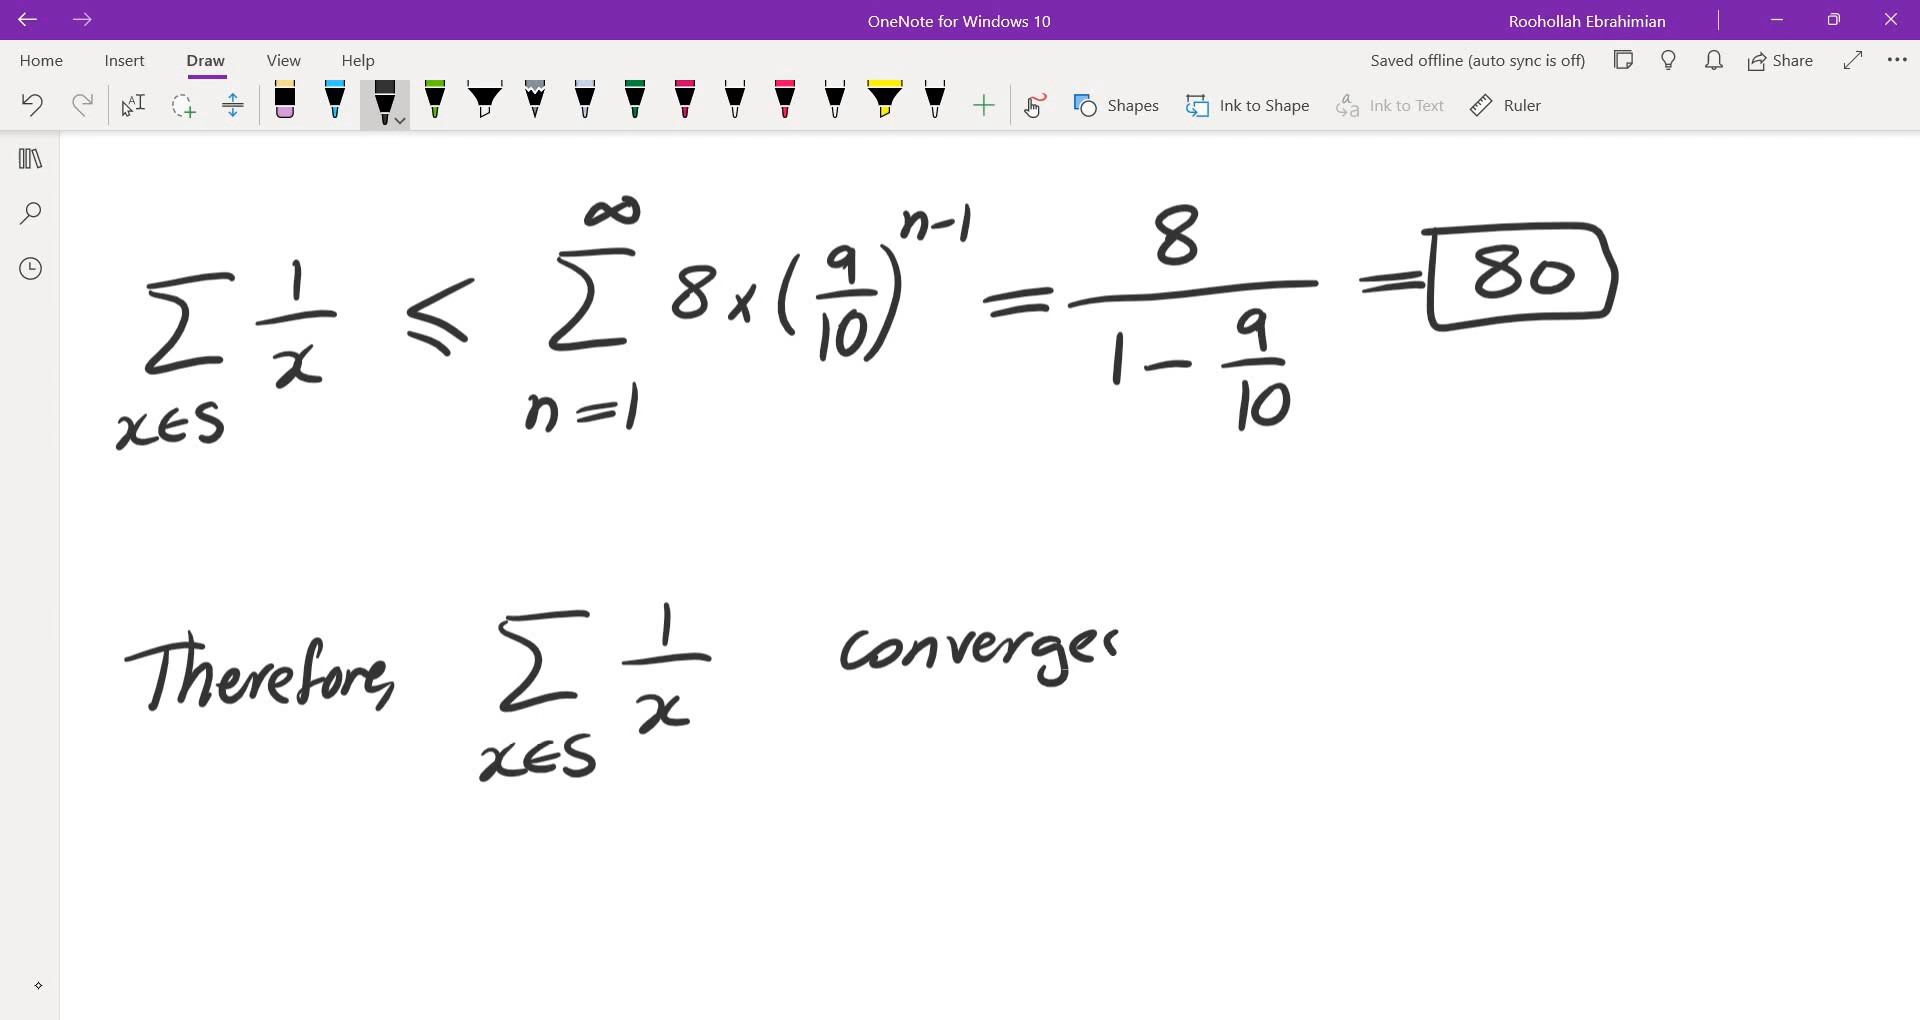 OneNote for Windows 10
Roohollah Ebrahimian
Home Insert Draw View Help
Saved offline (auto sync is off) Share
Shapes Ink to Shape Ink to Text Ruler
∑_{x∈S} 1/x ≤ ∑_{n=1}^{∞} 8 × (9/10)^{n-1} = 8/(1 - 9/10) = 80
Therefore, ∑_{x∈S} 1/x converges